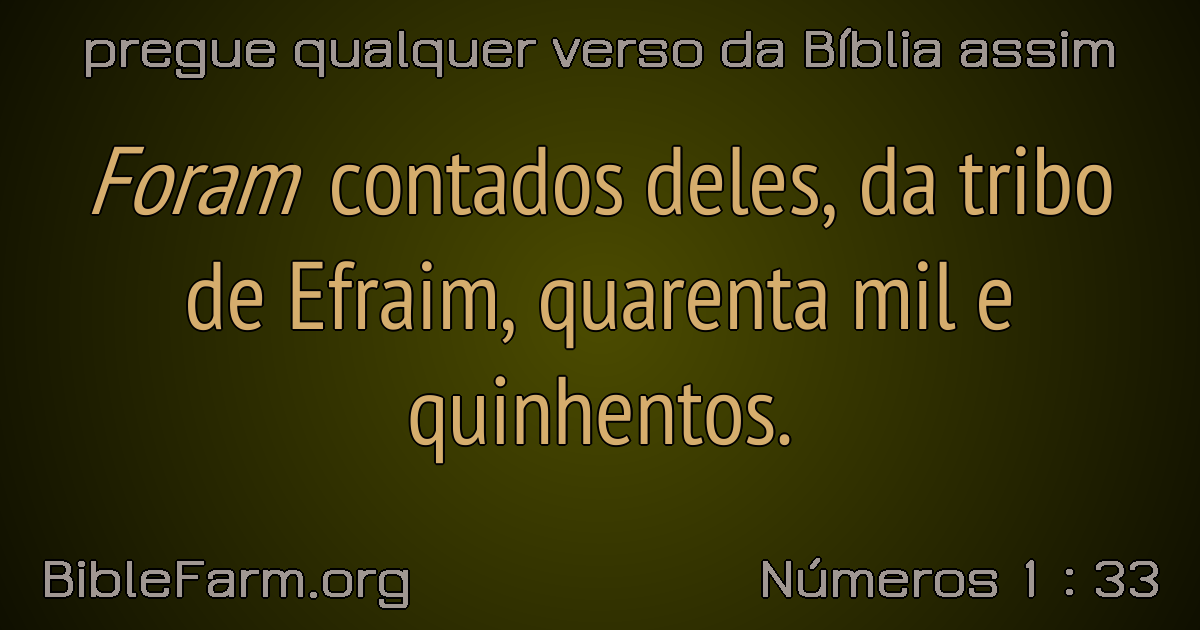 pregue qualquer verso da Bíblia assim
Foram contados deles, da tribo
de Efraim, quarenta mil e
quinhentos.
BibleFarm.org
Números 1 : 33